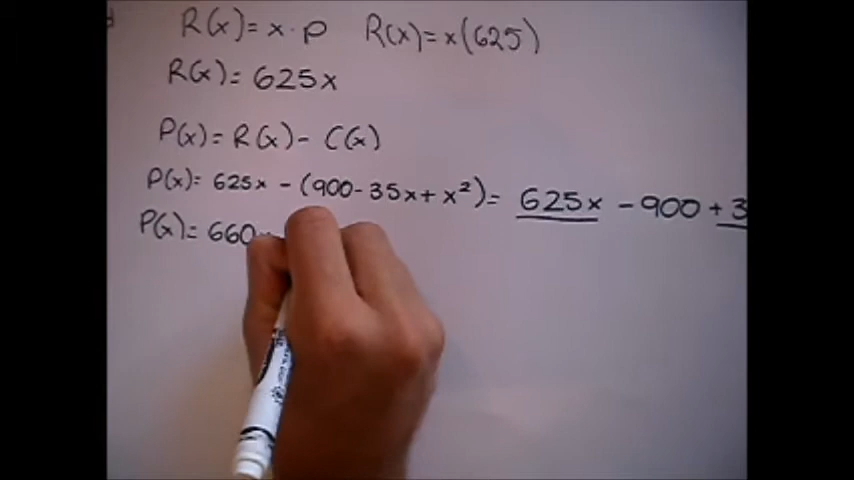 R(x)= x · p R(x)= x(625)
R(x)= 625x
P(x)= R(x)- C(x)
P(x)= 625x - (900-35x+x²)= 625x -900 +3
P(x)= 660